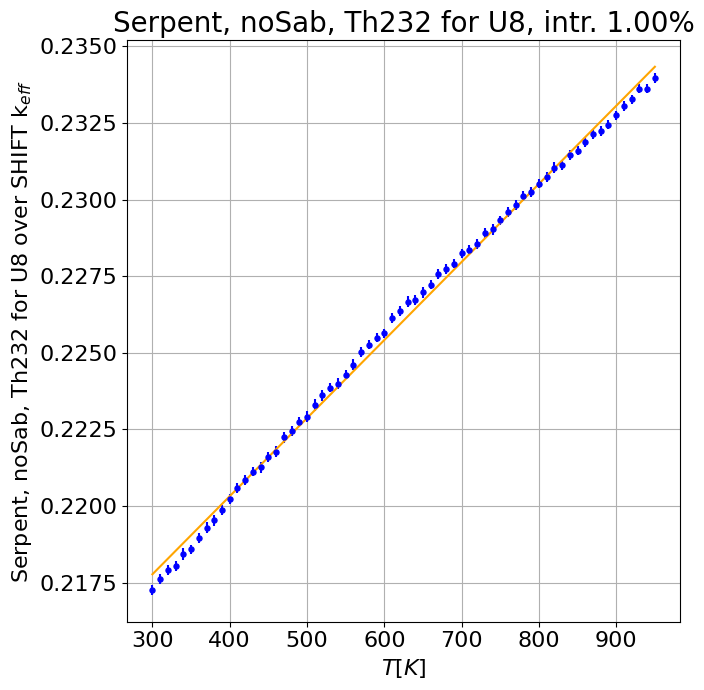 Serpent, noSab, Th232 for U8, intr. 1.00%
Serpent, noSab, Th232 for U8 over SHIFT k_eff
0.2350
0.2325
0.2300
0.2275
0.2250
0.2225
0.2200
0.2175
300 400 500 600 700 800 900
T[K]